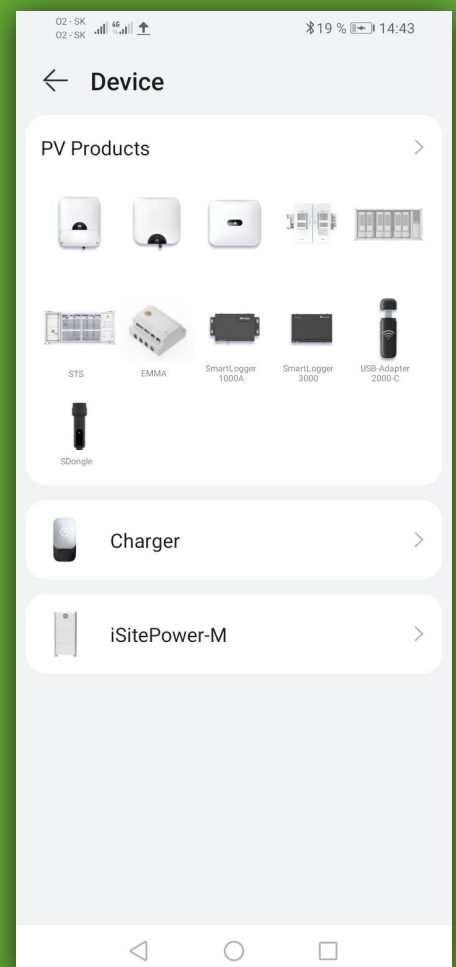 O2 - SK
O2 - SK
4G
19 %
14:43
Device
PV Products
STS
EMMA
SmartLogger
1000A
SmartLogger
3000
USB-Adapter
2000-C
SDongle
Charger
iSitePower-M